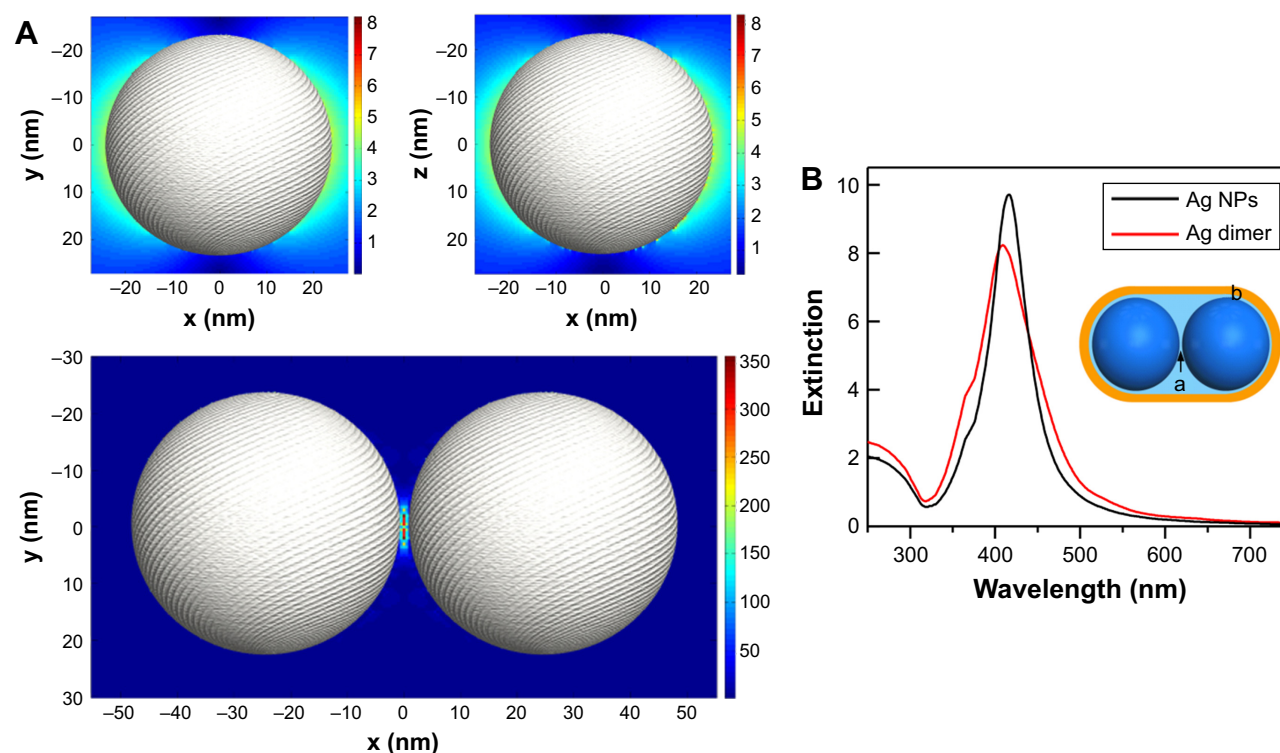 A
–20
–10
0
10
20
y (nm)
–20 –10 0 10 20
x (nm)
8
7
6
5
4
3
2
1
–20
–10
0
10
20
z (nm)
–20 –10 0 10 20
x (nm)
8
7
6
5
4
3
2
1
–30
–20
–10
0
10
20
30
y (nm)
–50 –40 –30 –20 –10 0 10 20 30 40 50
x (nm)
350
300
250
200
150
100
50
B
10
8
6
4
2
0
Extinction
300 400 500 600 700
Wavelength (nm)
Ag NPs
Ag dimer
b
a